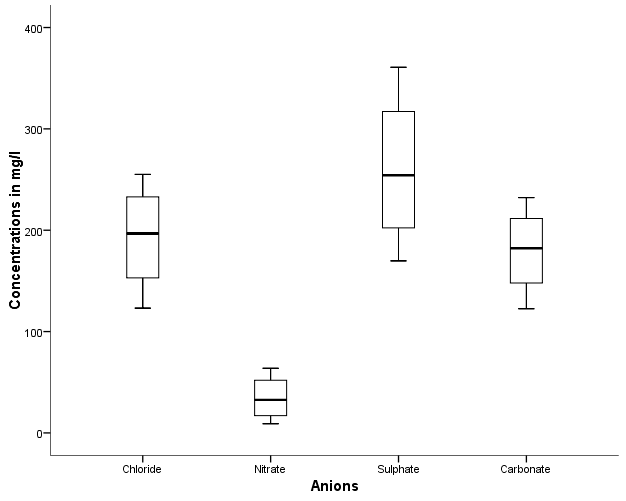 400
300
200
100
0
Concentrations in mg/l
Chloride
Nitrate
Sulphate
Carbonate
Anions